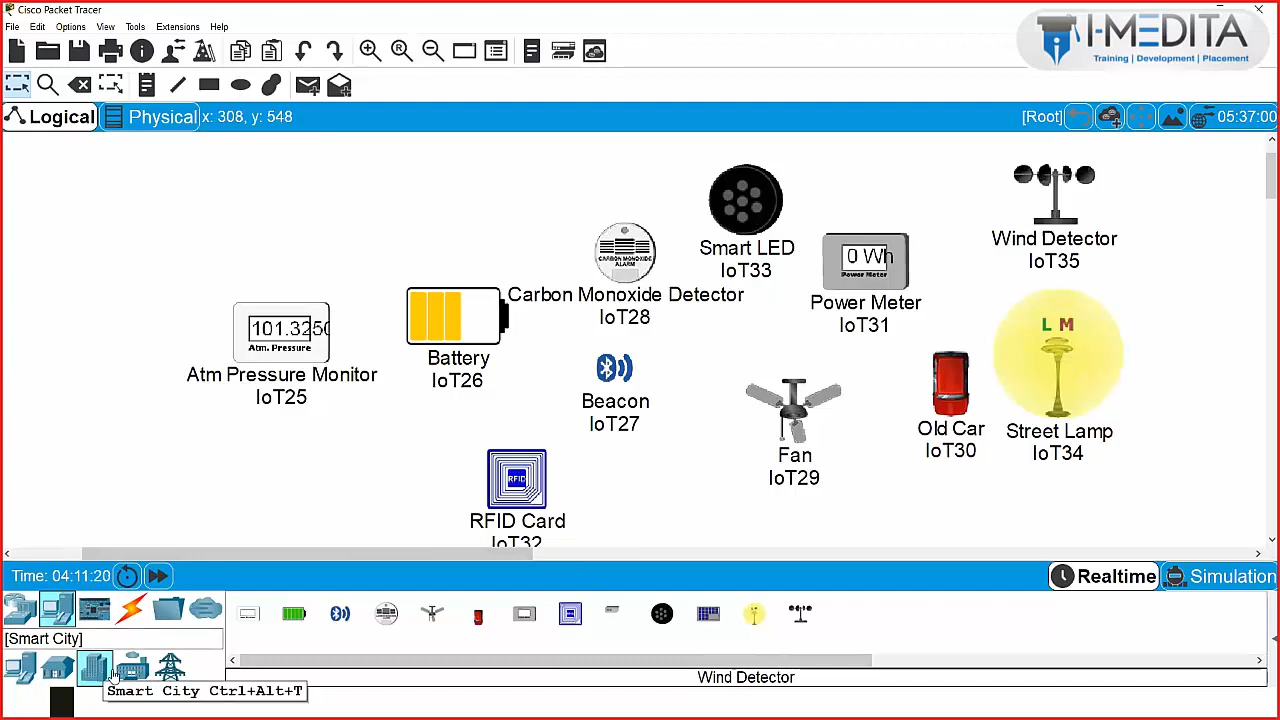 Cisco Packet Tracer
File Edit Options View Tools Extensions Help
I-MEDITA
Training | Development | Placement
Logical
Physical
x: 308, y: 548
[Root]
05:37:00
Smart LED
IoT33
Wind Detector
IoT35
CARBON MONOXIDE
ALARM
Carbon Monoxide Detector
IoT28
0 Wh
Power Meter
Power Meter
IoT31
101.3250
Atm. Pressure
Atm Pressure Monitor
IoT25
Battery
IoT26
Beacon
IoT27
Fan
IoT29
Old Car
IoT30
L M
Street Lamp
IoT34
RFID
RFID Card
IoT32
Time: 04:11:20
Realtime
Simulation
[Smart City]
Wind Detector
Smart City Ctrl+Alt+T